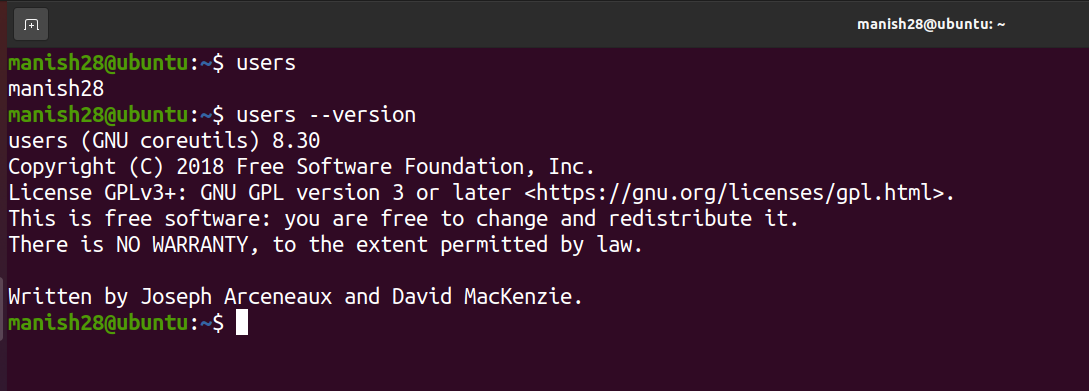 manish28@ubuntu: ~
manish28@ubuntu:~$ users
manish28
manish28@ubuntu:~$ users --version
users (GNU coreutils) 8.30
Copyright (C) 2018 Free Software Foundation, Inc.
License GPLv3+: GNU GPL version 3 or later <https://gnu.org/licenses/gpl.html>.
This is free software: you are free to change and redistribute it.
There is NO WARRANTY, to the extent permitted by law.
Written by Joseph Arceneaux and David MacKenzie.
manish28@ubuntu:~$